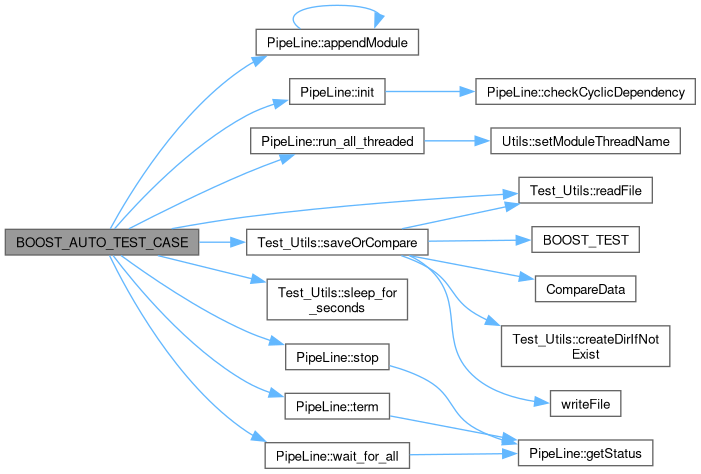 PipeLine::appendModule
PipeLine::init
PipeLine::checkCyclicDependency
PipeLine::run_all_threaded
Utils::setModuleThreadName
Test_Utils::readFile
BOOST_AUTO_TEST_CASE
Test_Utils::saveOrCompare
BOOST_TEST
CompareData
Test_Utils::sleep_for
_seconds
Test_Utils::createDirIfNot
Exist
PipeLine::stop
PipeLine::term
writeFile
PipeLine::wait_for_all
PipeLine::getStatus